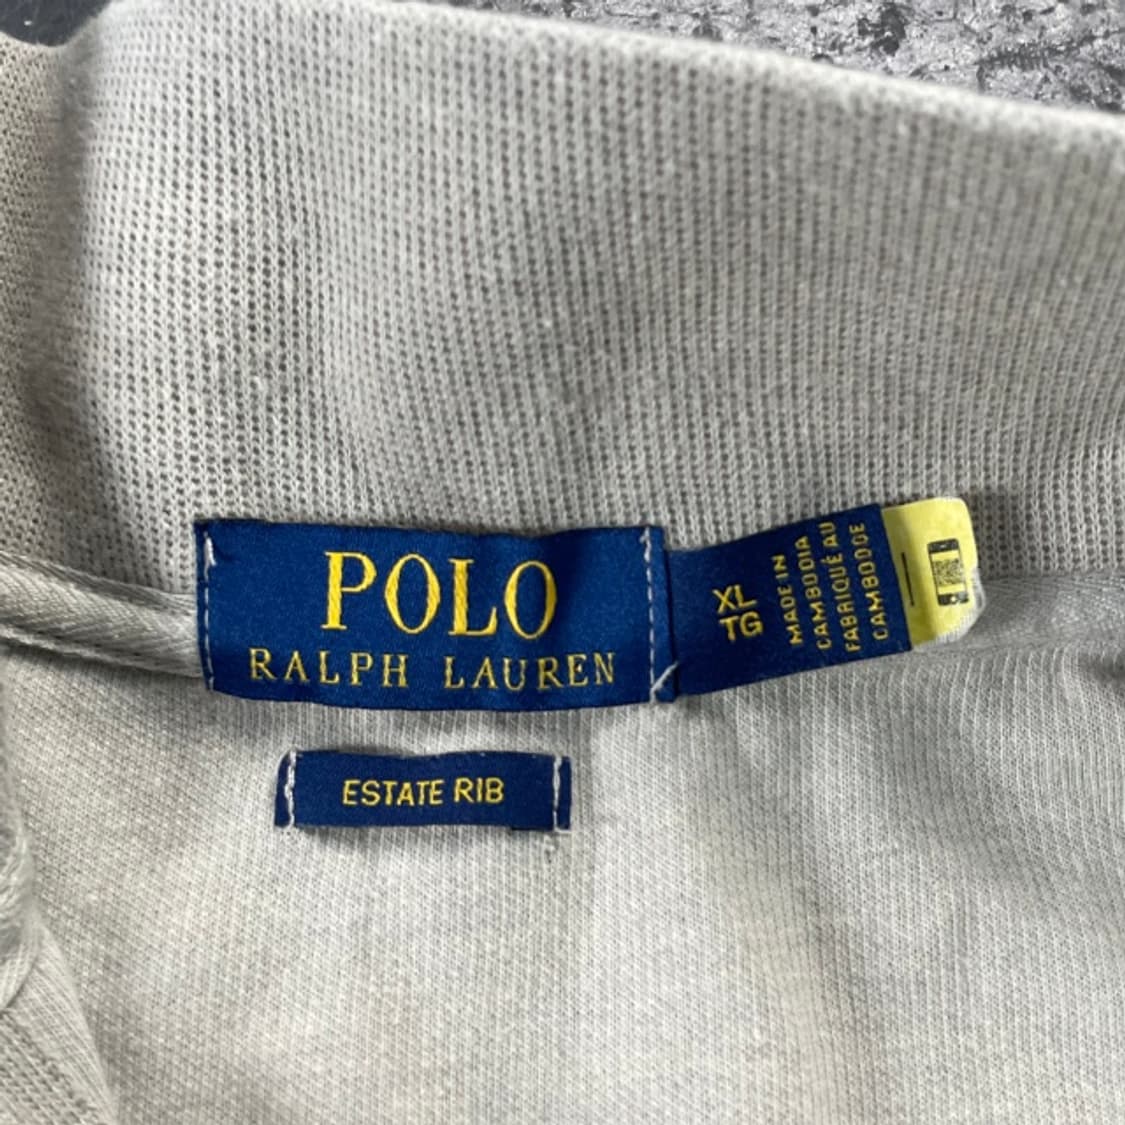 POLO
RALPH LAUREN
XL
TG
MADE IN
CAMBODIA
FABRIQUÉ AU
CAMBODGE
ESTATE RIB